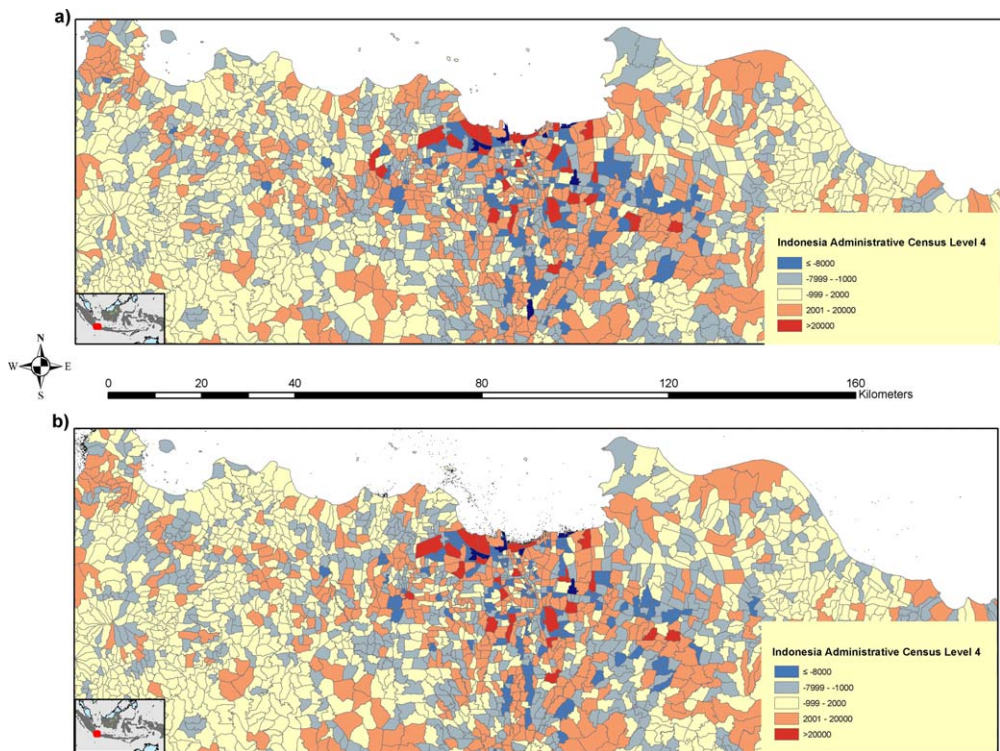 a)
Indonesia Administrative Census Level 4
≤ -8000
-7999 - -1000
-999 - 2000
2001 - 20000
>20000
N
W E
S
0 20 40 80 120 160
Kilometers
b)
Indonesia Administrative Census Level 4
≤ -8000
-7999 - -1000
-999 - 2000
2001 - 20000
>20000